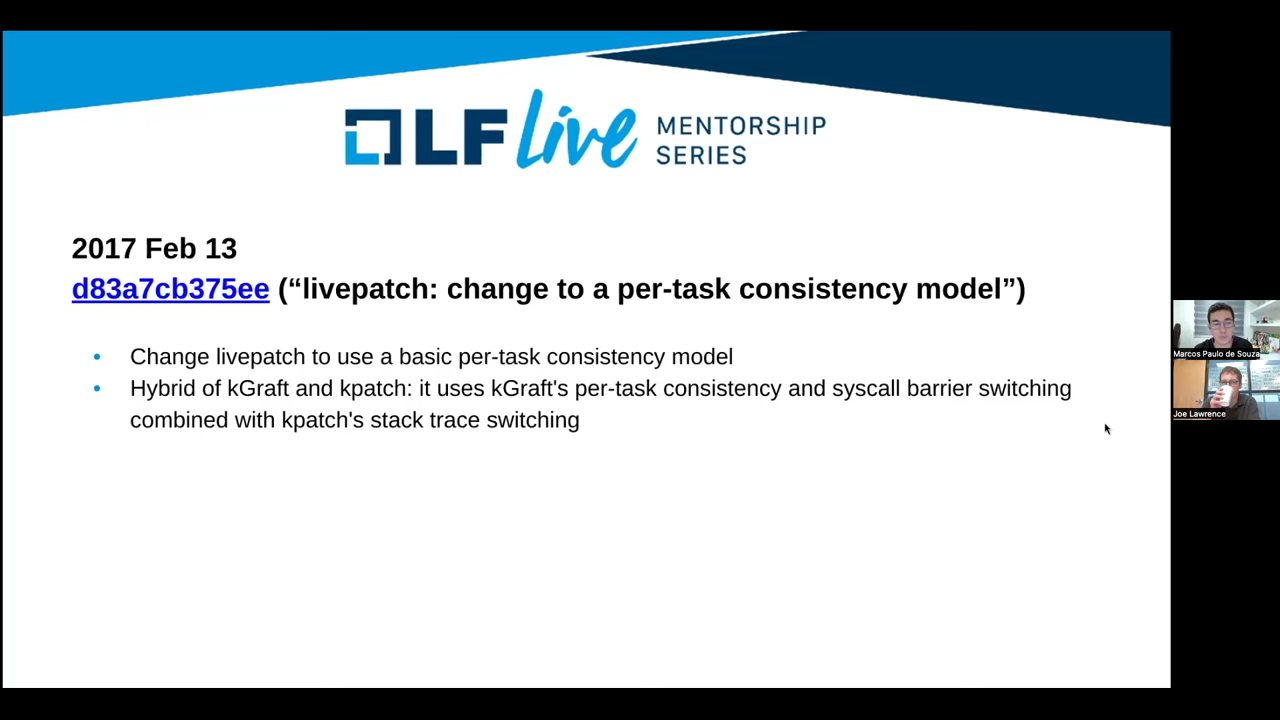 LF Live MENTORSHIP
SERIES
2017 Feb 13
d83a7cb375ee (“livepatch: change to a per-task consistency model”)
• Change livepatch to use a basic per-task consistency model
• Hybrid of kGraft and kpatch: it uses kGraft's per-task consistency and syscall barrier switching
combined with kpatch's stack trace switching
Marcos Paulo de Souza
Joe Lawrence